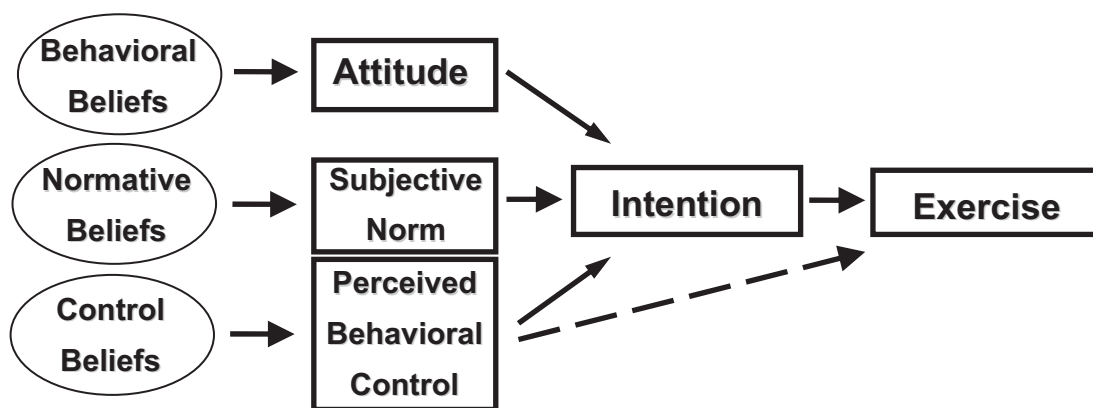 Behavioral
Beliefs
Attitude
Normative
Beliefs
Subjective
Norm
Intention
Exercise
Control
Beliefs
Perceived
Behavioral
Control